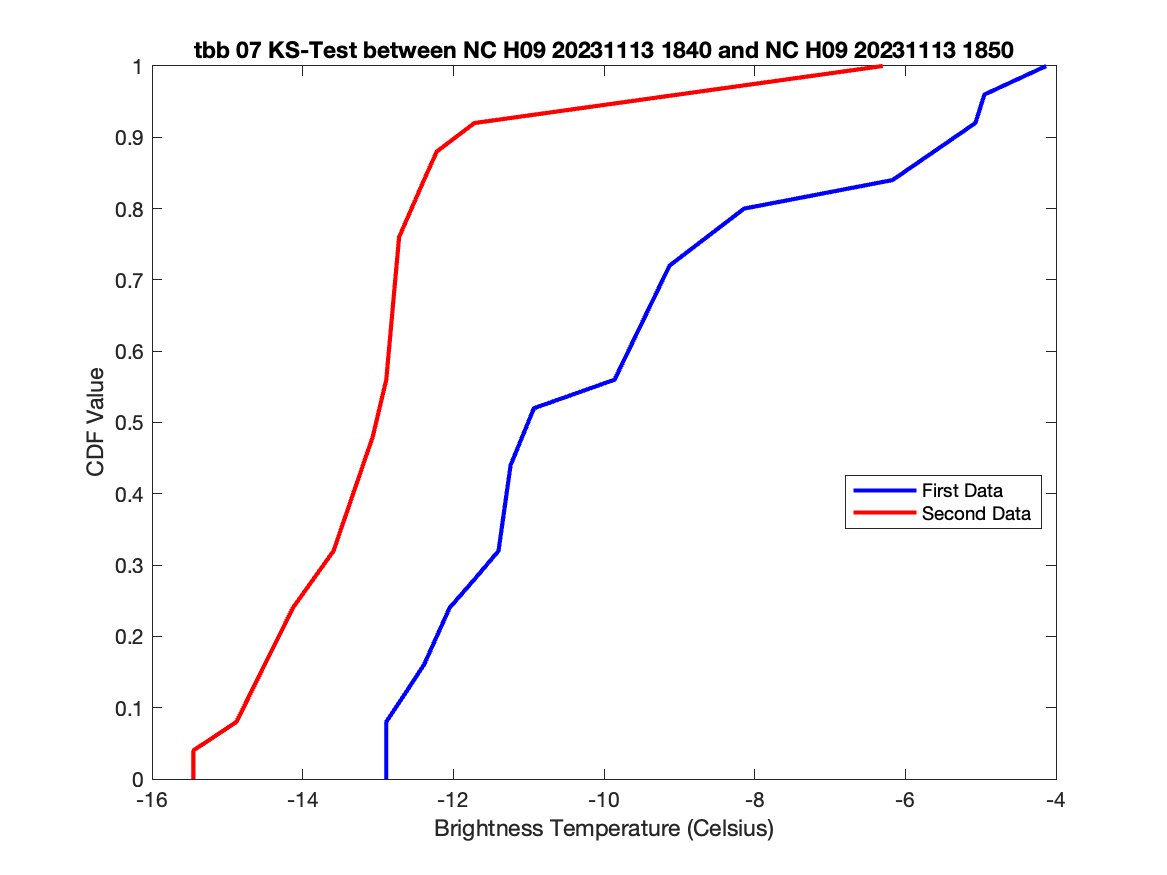 tbb 07 KS-Test between NC H09 20231113 1840 and NC H09 20231113 1850
1
0.9
0.8
0.7
0.6
0.5
0.4
0.3
0.2
0.1
0
CDF Value
First Data
Second Data
-16 -14 -12 -10 -8 -6 -4
Brightness Temperature (Celsius)